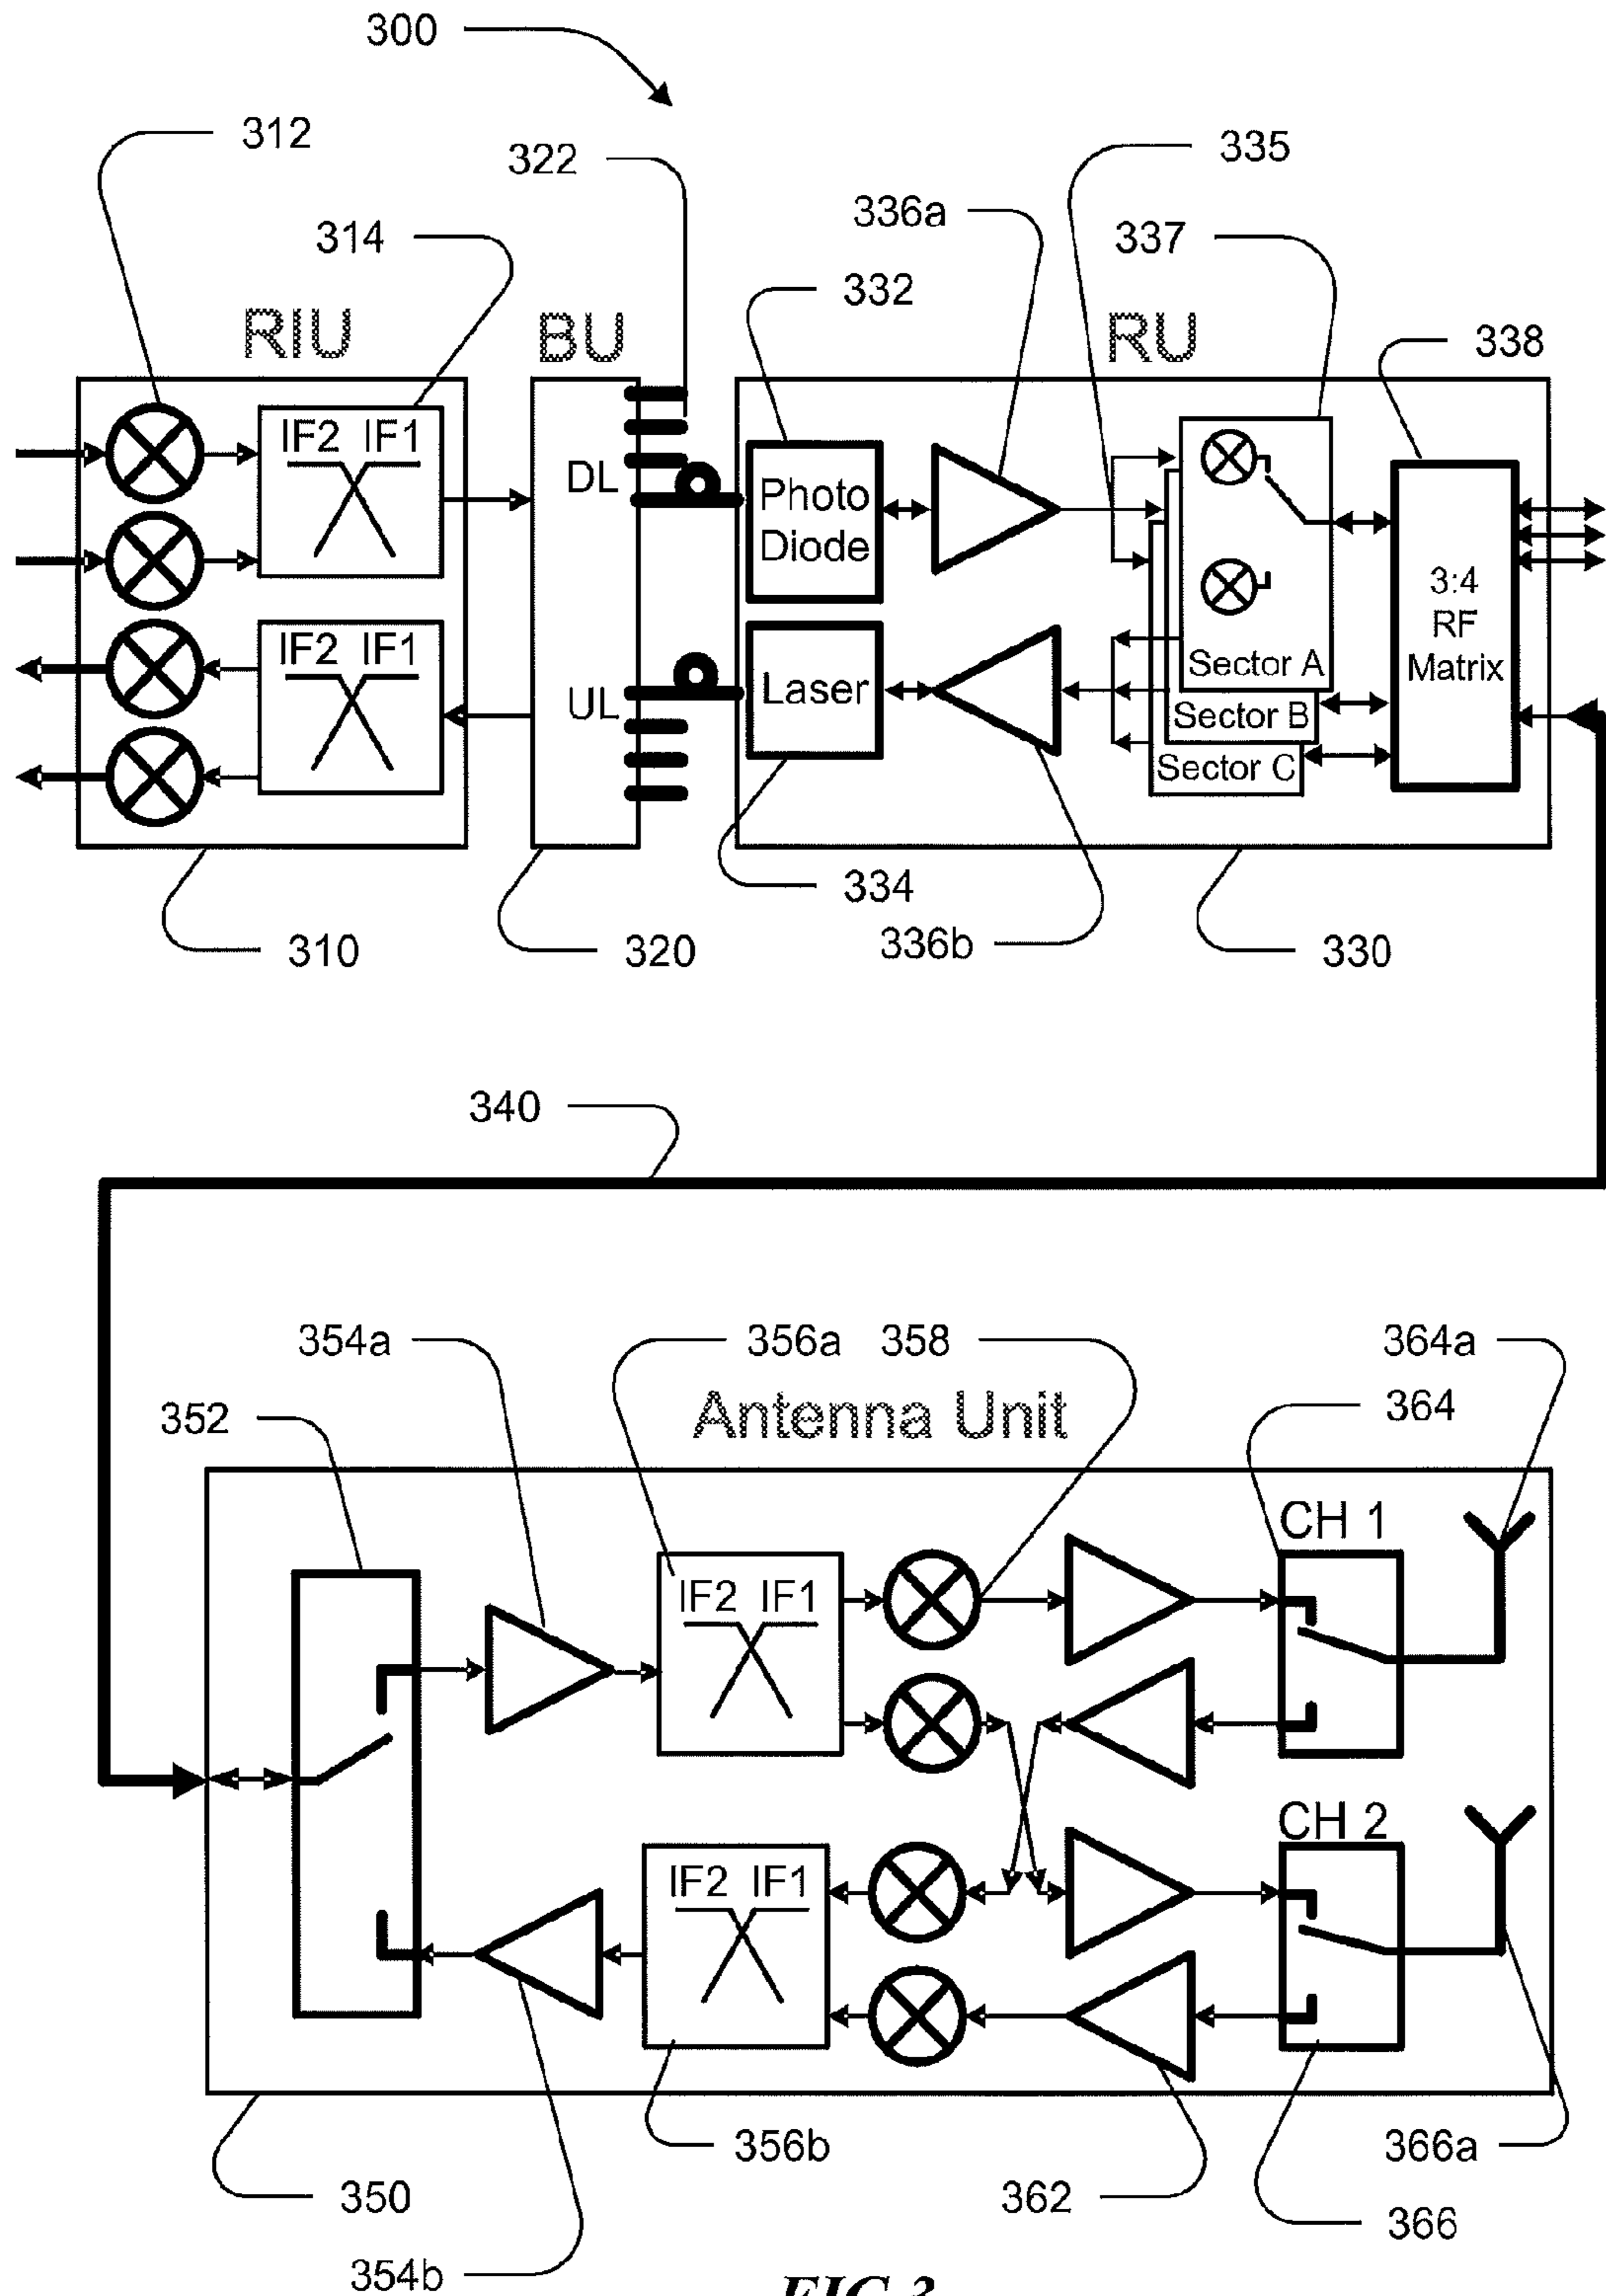 300
312
322
335
336a
314
337
332
RIU
BU
RU
338
IF2 IF1
DL
Photo
Diode
3:4
RF
Matrix
IF2 IF1
Sector A
Laser
UL
Sector B
Sector C
334
310
320
336b
330
340
354a
356a
358
364a
Antenna Unit
352
364
CH 1
IF2 IF1
CH 2
IF2 IF1
350
356b
362
366a
366
354b
FIG 3